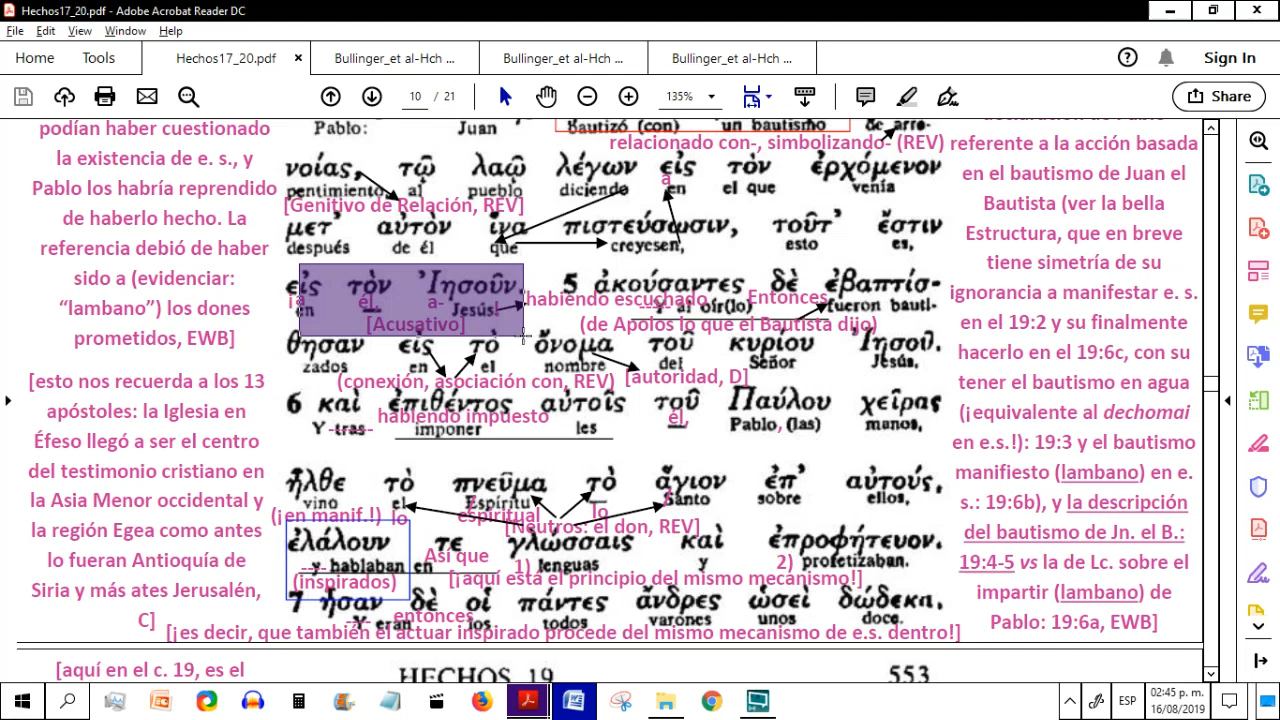 Hechos17_20.pdf - Adobe Acrobat Reader DC
File Edit View Window Help
Home Tools Hechos17_20.pdf × Bullinger_et al-Hch ... Bullinger_et al-Hch ... Bullinger_et al-Hch ... Sign In
10 / 21 135% Share
podían haber cuestionado
la existencia de e. s., y
Pablo los habría reprendido
de haberlo hecho. La
referencia debió de haber
sido a (evidenciar:
“lambano”) los dones
prometidos, EWB]
[esto nos recuerda a los 13
apóstoles: la Iglesia en
Éfeso llegó a ser el centro
del testimonio cristiano en
la Asia Menor occidental y
la región Egea como antes
lo fueran Antioquía de
Siria y más ates Jerusalén,
C]
[aquí en el c. 19, es el
Pablo: Juan Bautizó (con) un bautismo de arre-
relacionado con-, simbolizando- (REV)
νοίας, τῷ λαῷ λέγων εἰς τὸν ἐρχόμενον
pentimiento al pueblo diciendo en el que venía
a
[Genitivo de Relación, REV]
μετ’ αὐτὸν ἵνα πιστεύσωσιν, τοῦτ’ ἔστιν
después de él que creyesen, esto es,
εἰς τὸν Ἰησοῦν. 5 ἀκούσαντες δὲ ἐβαπτίσ-
¡a él, a- habiendo escuchado Entonces
en Jesús. Y al oír(lo) fueron bauti-
[Acusativo] (de Apolos lo que el Bautista dijo)
θησαν εἰς τὸ ὄνομα τοῦ κυρίου Ἰησοῦ.
zados en el nombre del Señor Jesús.
(conexión, asociación con, REV) [autoridad, D]
6 καὶ ἐπιθέντος αὐτοῖς τοῦ Παύλου χεῖρας
habiendo impuesto él,
Y tras imponer les Pablo, (las) manos,
ἦλθε τὸ πνεῦμα τὸ ἅγιον ἐπ’ αὐτούς,
vino el Espíritu Santo sobre ellos,
(¡en manif.!) lo espiritual lo
[Neutros: el don, REV]
ἐλάλουν τε γλώσσαις καὶ ἐπροφήτευον.
Así que
y hablaban en 1) lenguas y 2) profetizaban.
(inspirados) [¡aquí está el principio del mismo mecanismo!]
7 ἦσαν δὲ οἱ πάντες ἄνδρες ὡσεὶ δώδεκα.
entonces
Y eran los todos varones unos doce.
[¡es decir, que también el actuar inspirado procede del mismo mecanismo de e.s. dentro!]
HECHOS 19 553
referente a la acción basada
en el bautismo de Juan el
Bautista (ver la bella
Estructura, que en breve
tiene simetría de su
ignorancia a manifestar e. s.
en el 19:2 y su finalmente
hacerlo en el 19:6c, con su
tener el bautismo en agua
(¡equivalente al dechomai
en e.s.!): 19:3 y el bautismo
manifiesto (lambano) en e.
s.: 19:6b), y la descripción
del bautismo de Jn. el B.:
19:4-5 vs la de Lc. sobre el
impartir (lambano) de
Pablo: 19:6a, EWB]
ESP 02:45 p. m.
16/08/2019